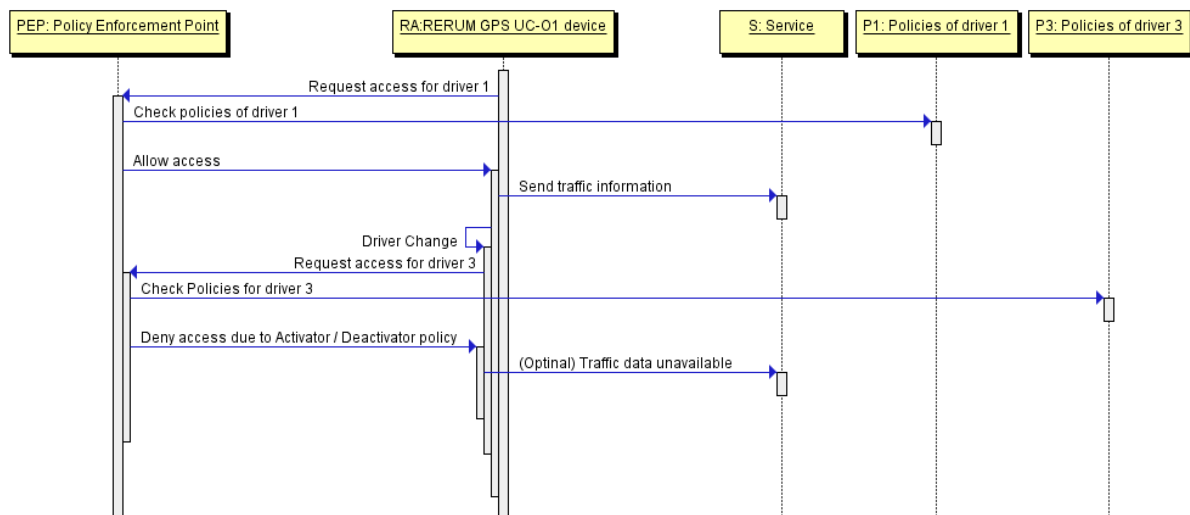 PEP: Policy Enforcement Point
RA:RERUM GPS UC-O1 device
S: Service
P1: Policies of driver 1
P3: Policies of driver 3
Request access for driver 1
Check policies of driver 1
Allow access
Send traffic information
Driver Change
Request access for driver 3
Check Policies for driver 3
Deny access due to Activator / Deactivator policy
(Optinal) Traffic data unavailable